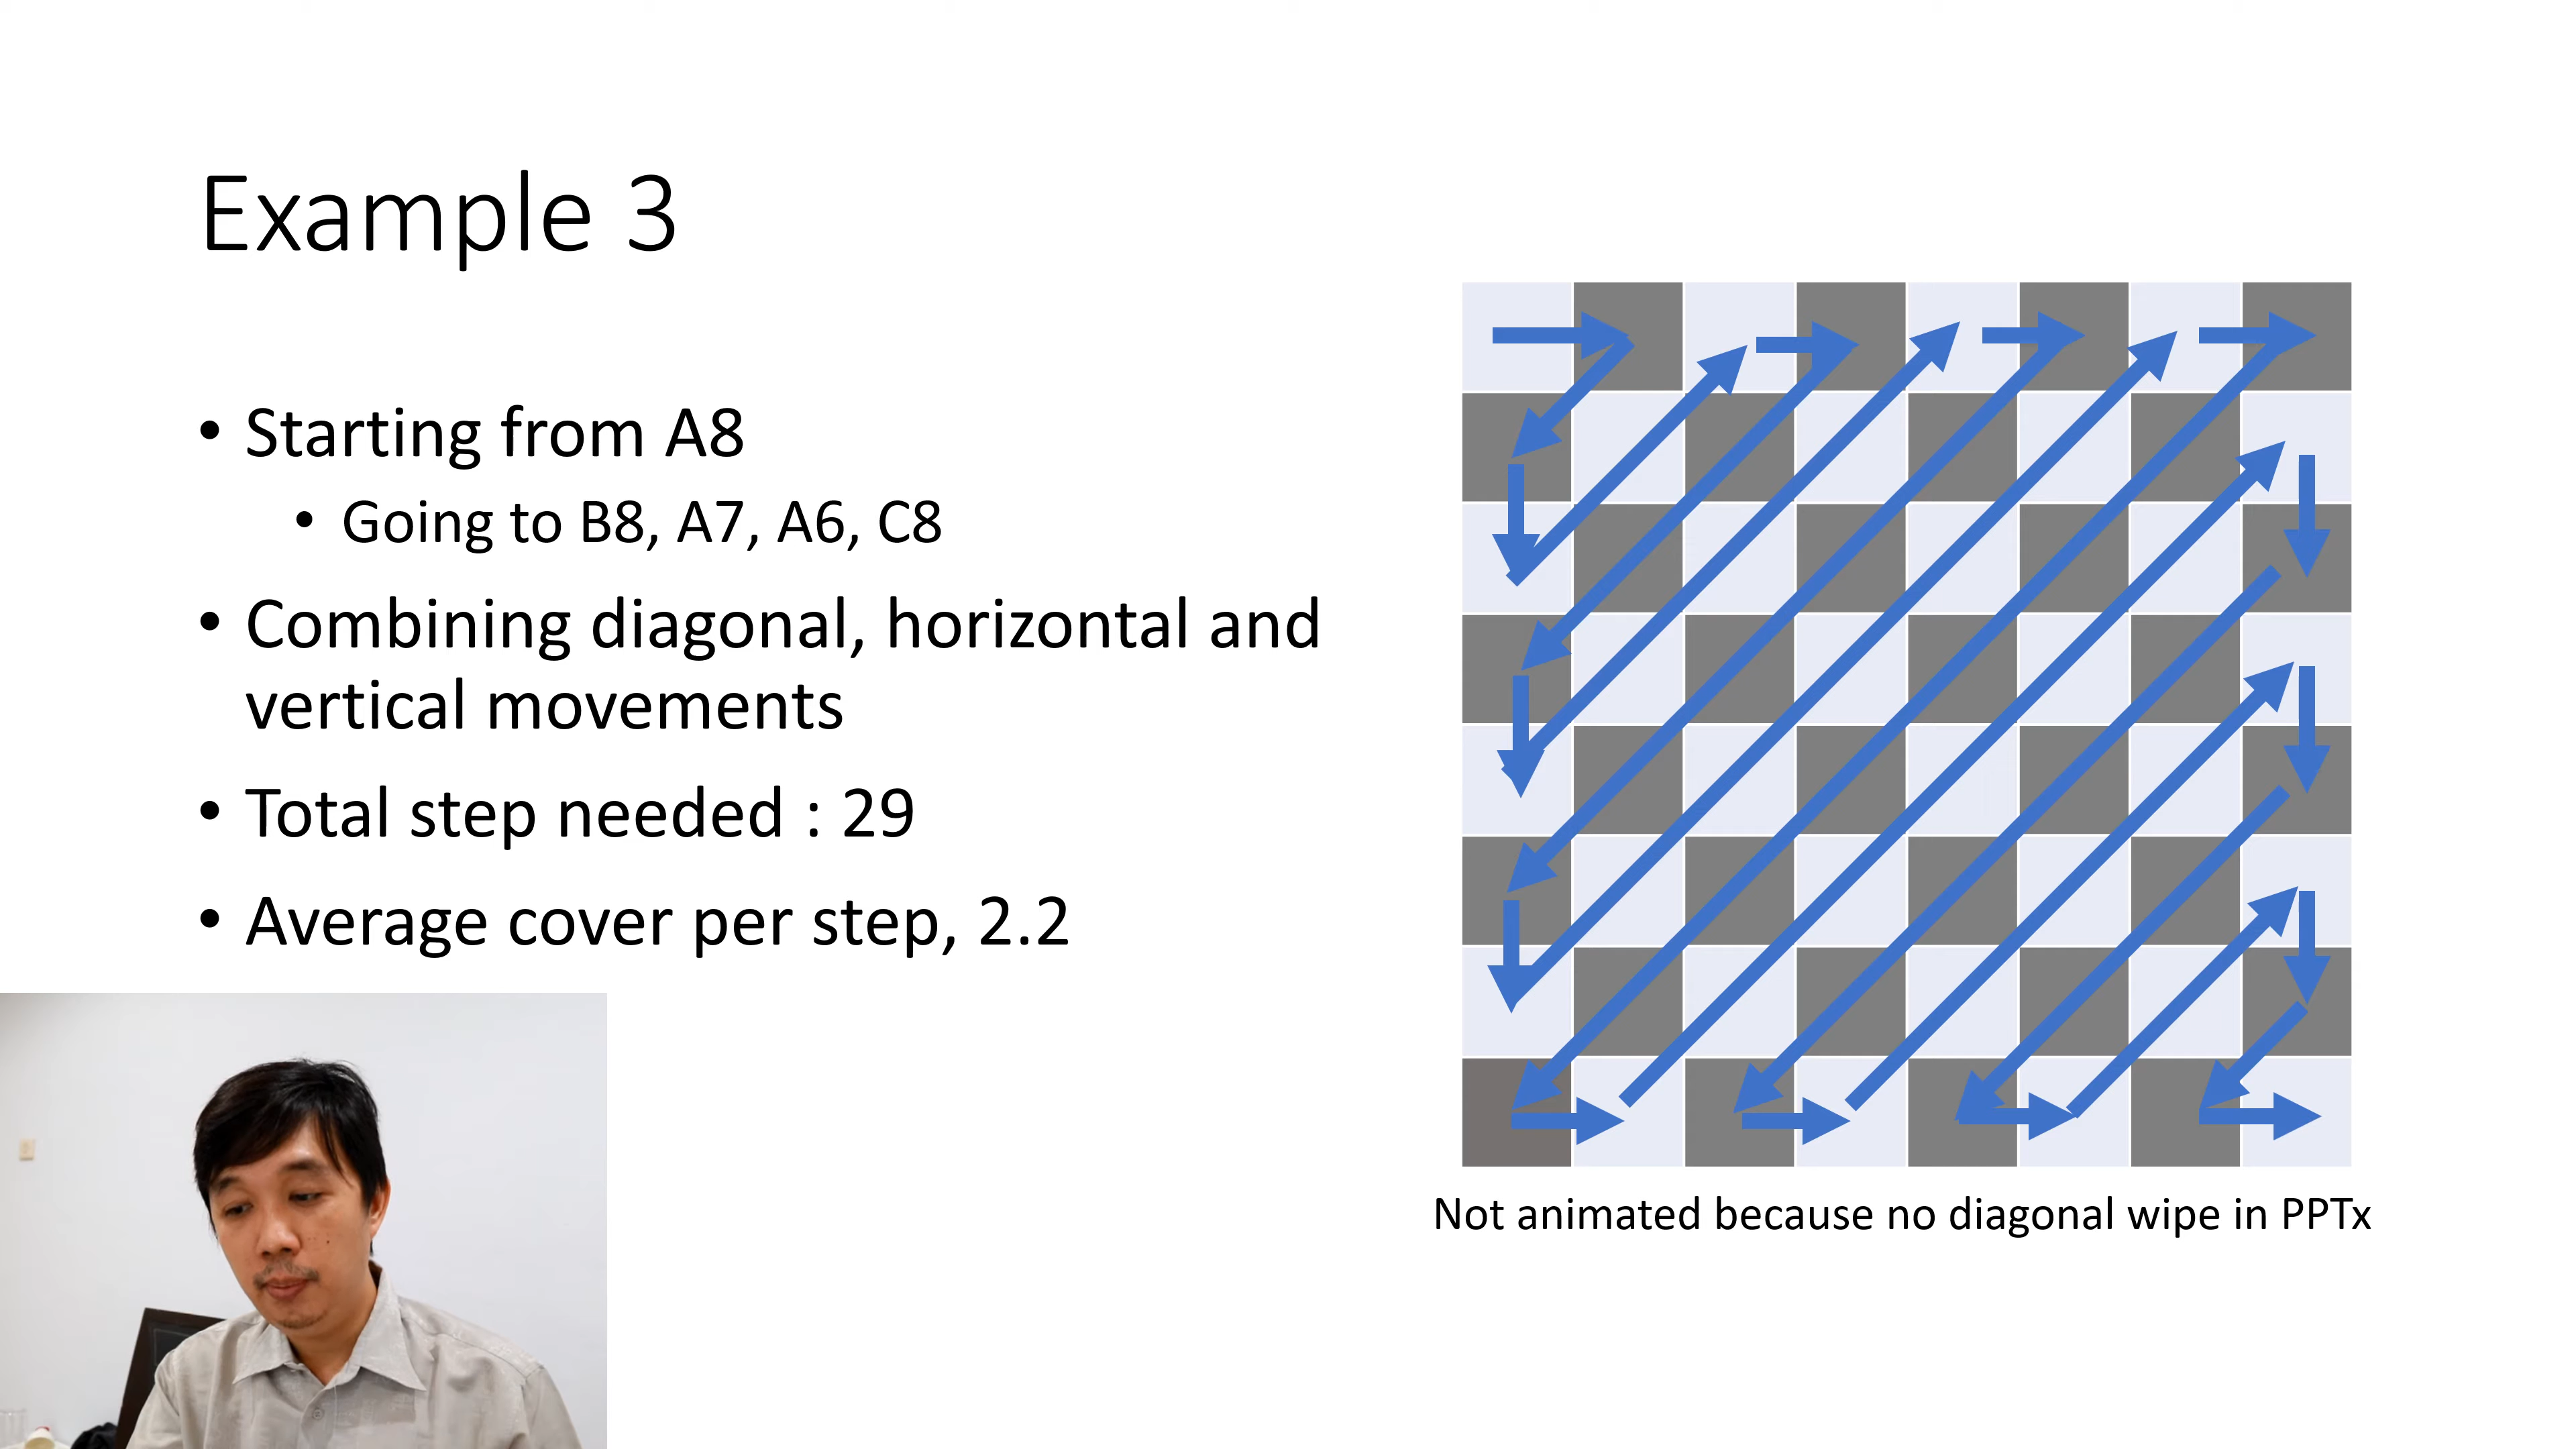 Example 3
• Starting from A8
• Going to B8, A7, A6, C8
• Combining diagonal, horizontal and
vertical movements
• Total step needed : 29
• Average cover per step, 2.2
Not animated because no diagonal wipe in PPTx